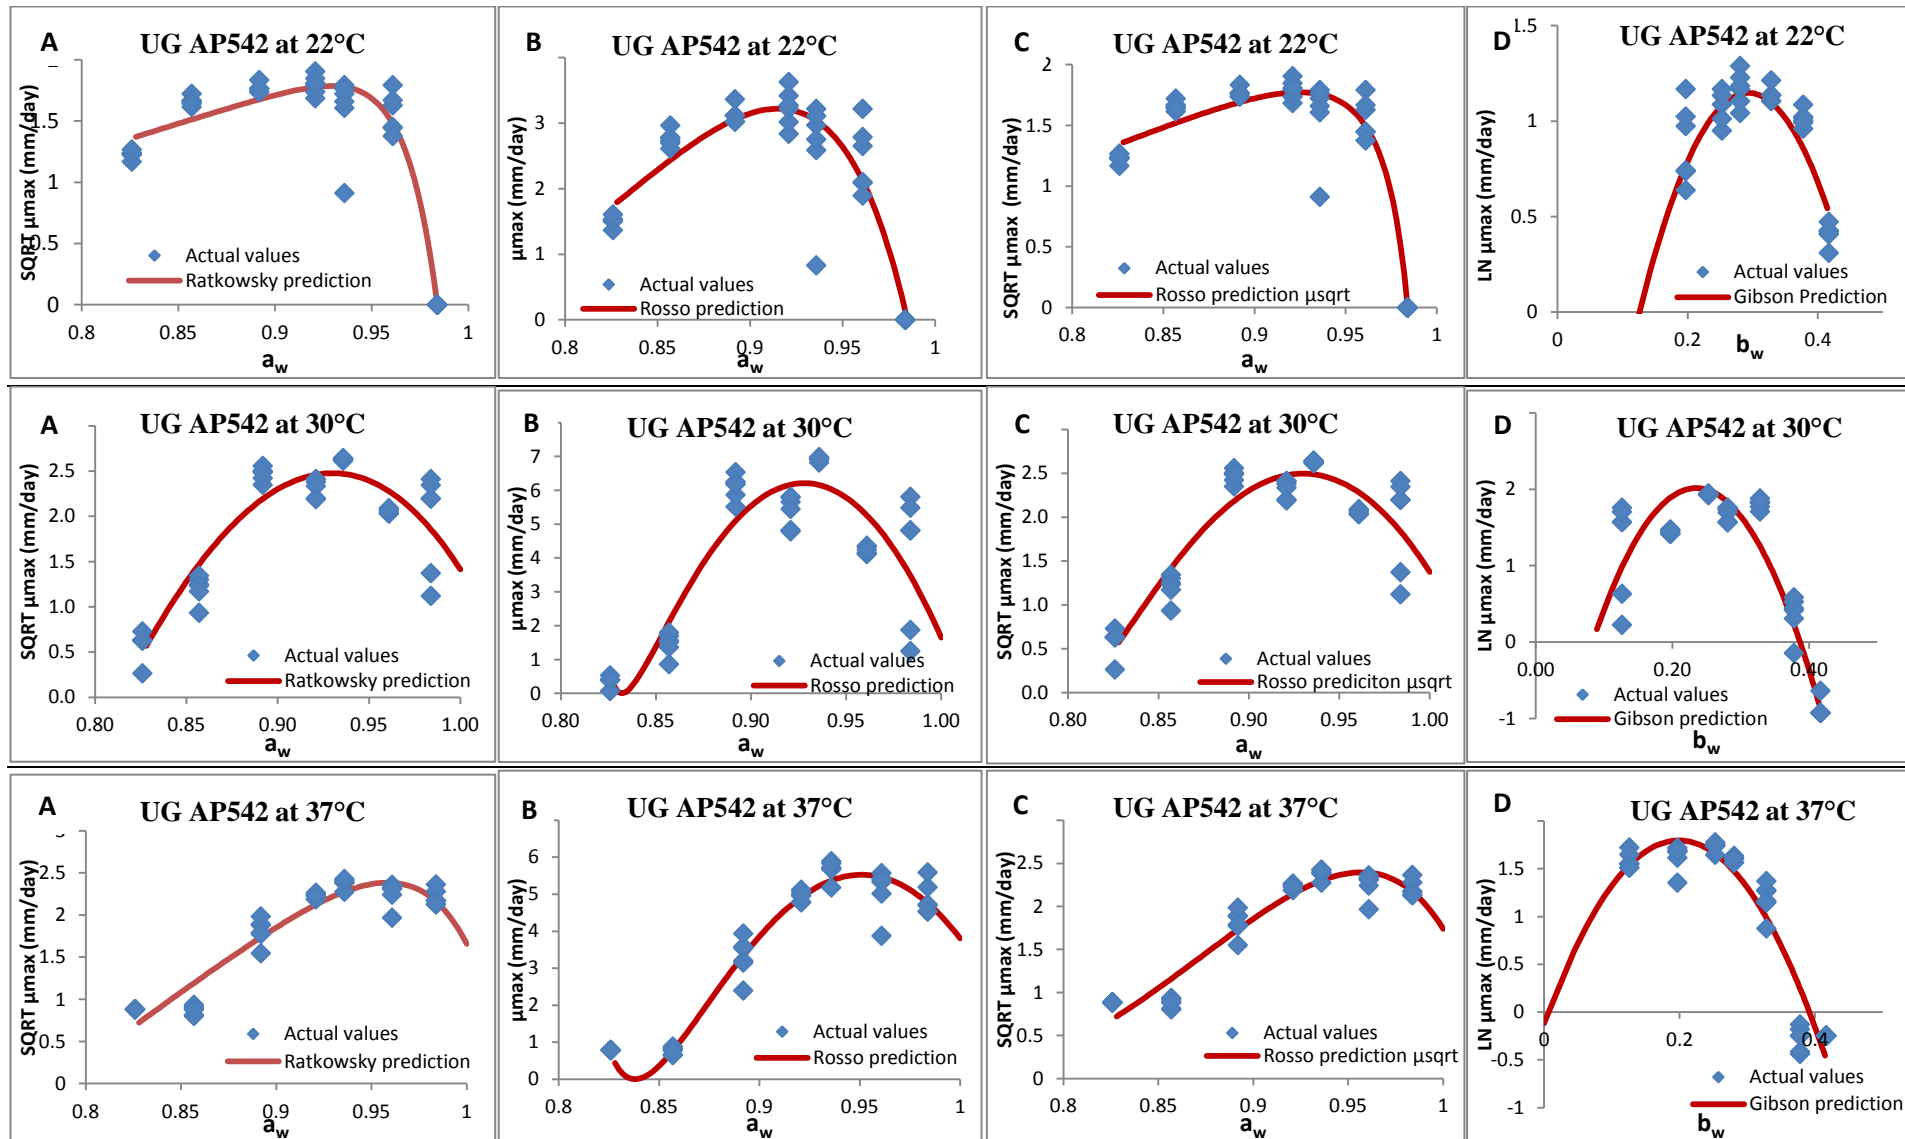 A
UG AP542 at 22°C
SQRT µmax (mm/day)
1.5
1
0.5
0
0.8
0.85
0.9
0.95
1
a_w
Actual values
Ratkowsky prediction
B
UG AP542 at 22°C
µmax (mm/day)
3
2
1
0
0.8
0.85
0.9
0.95
1
a_w
Actual values
Rosso prediction
C
UG AP542 at 22°C
SQRT µmax (mm/day)
2
1.5
1
0.5
0
0.8
0.85
0.9
0.95
1
a_w
Actual values
Rosso prediction µsqrt
D
UG AP542 at 22°C
LN µmax (mm/day)
1.5
1
0.5
0
0
0.2
0.4
b_w
Actual values
Gibson Prediction
A
UG AP542 at 30°C
SQRT µmax (mm/day)
2.5
2.0
1.5
1.0
0.5
0.0
0.80
0.85
0.90
0.95
1.00
a_w
Actual values
Ratkowsky prediction
B
UG AP542 at 30°C
µmax (mm/day)
7
6
5
4
3
2
1
0
0.80
0.85
0.90
0.95
1.00
a_w
Actual values
Rosso prediction
C
UG AP542 at 30°C
SQRT µmax (mm/day)
2.5
2.0
1.5
1.0
0.5
0.0
0.80
0.85
0.90
0.95
1.00
a_w
Actual values
Rosso prediciton µsqrt
D
UG AP542 at 30°C
LN µmax (mm/day)
2
1
0
-1
0.00
0.20
0.40
b_w
Actual values
Gibson prediction
A
UG AP542 at 37°C
SQRT µmax (mm/day)
2.5
2
1.5
1
0.5
0
0.8
0.85
0.9
0.95
1
a_w
Actual values
Ratkowsky prediction
B
UG AP542 at 37°C
µmax (mm/day)
7
6
5
4
3
2
1
0
0.8
0.85
0.9
0.95
1
a_w
Actual values
Rosso prediction
C
UG AP542 at 37°C
SQRT µmax (mm/day)
3
2.5
2
1.5
1
0.5
0
0.8
0.85
0.9
0.95
1
a_w
Actual values
Rosso prediction µsqrt
D
UG AP542 at 37°C
LN µmax (mm/day)
2
1.5
1
0.5
0
-0.5
-1
0
0.2
0.4
b_w
Actual values
Gibson prediction